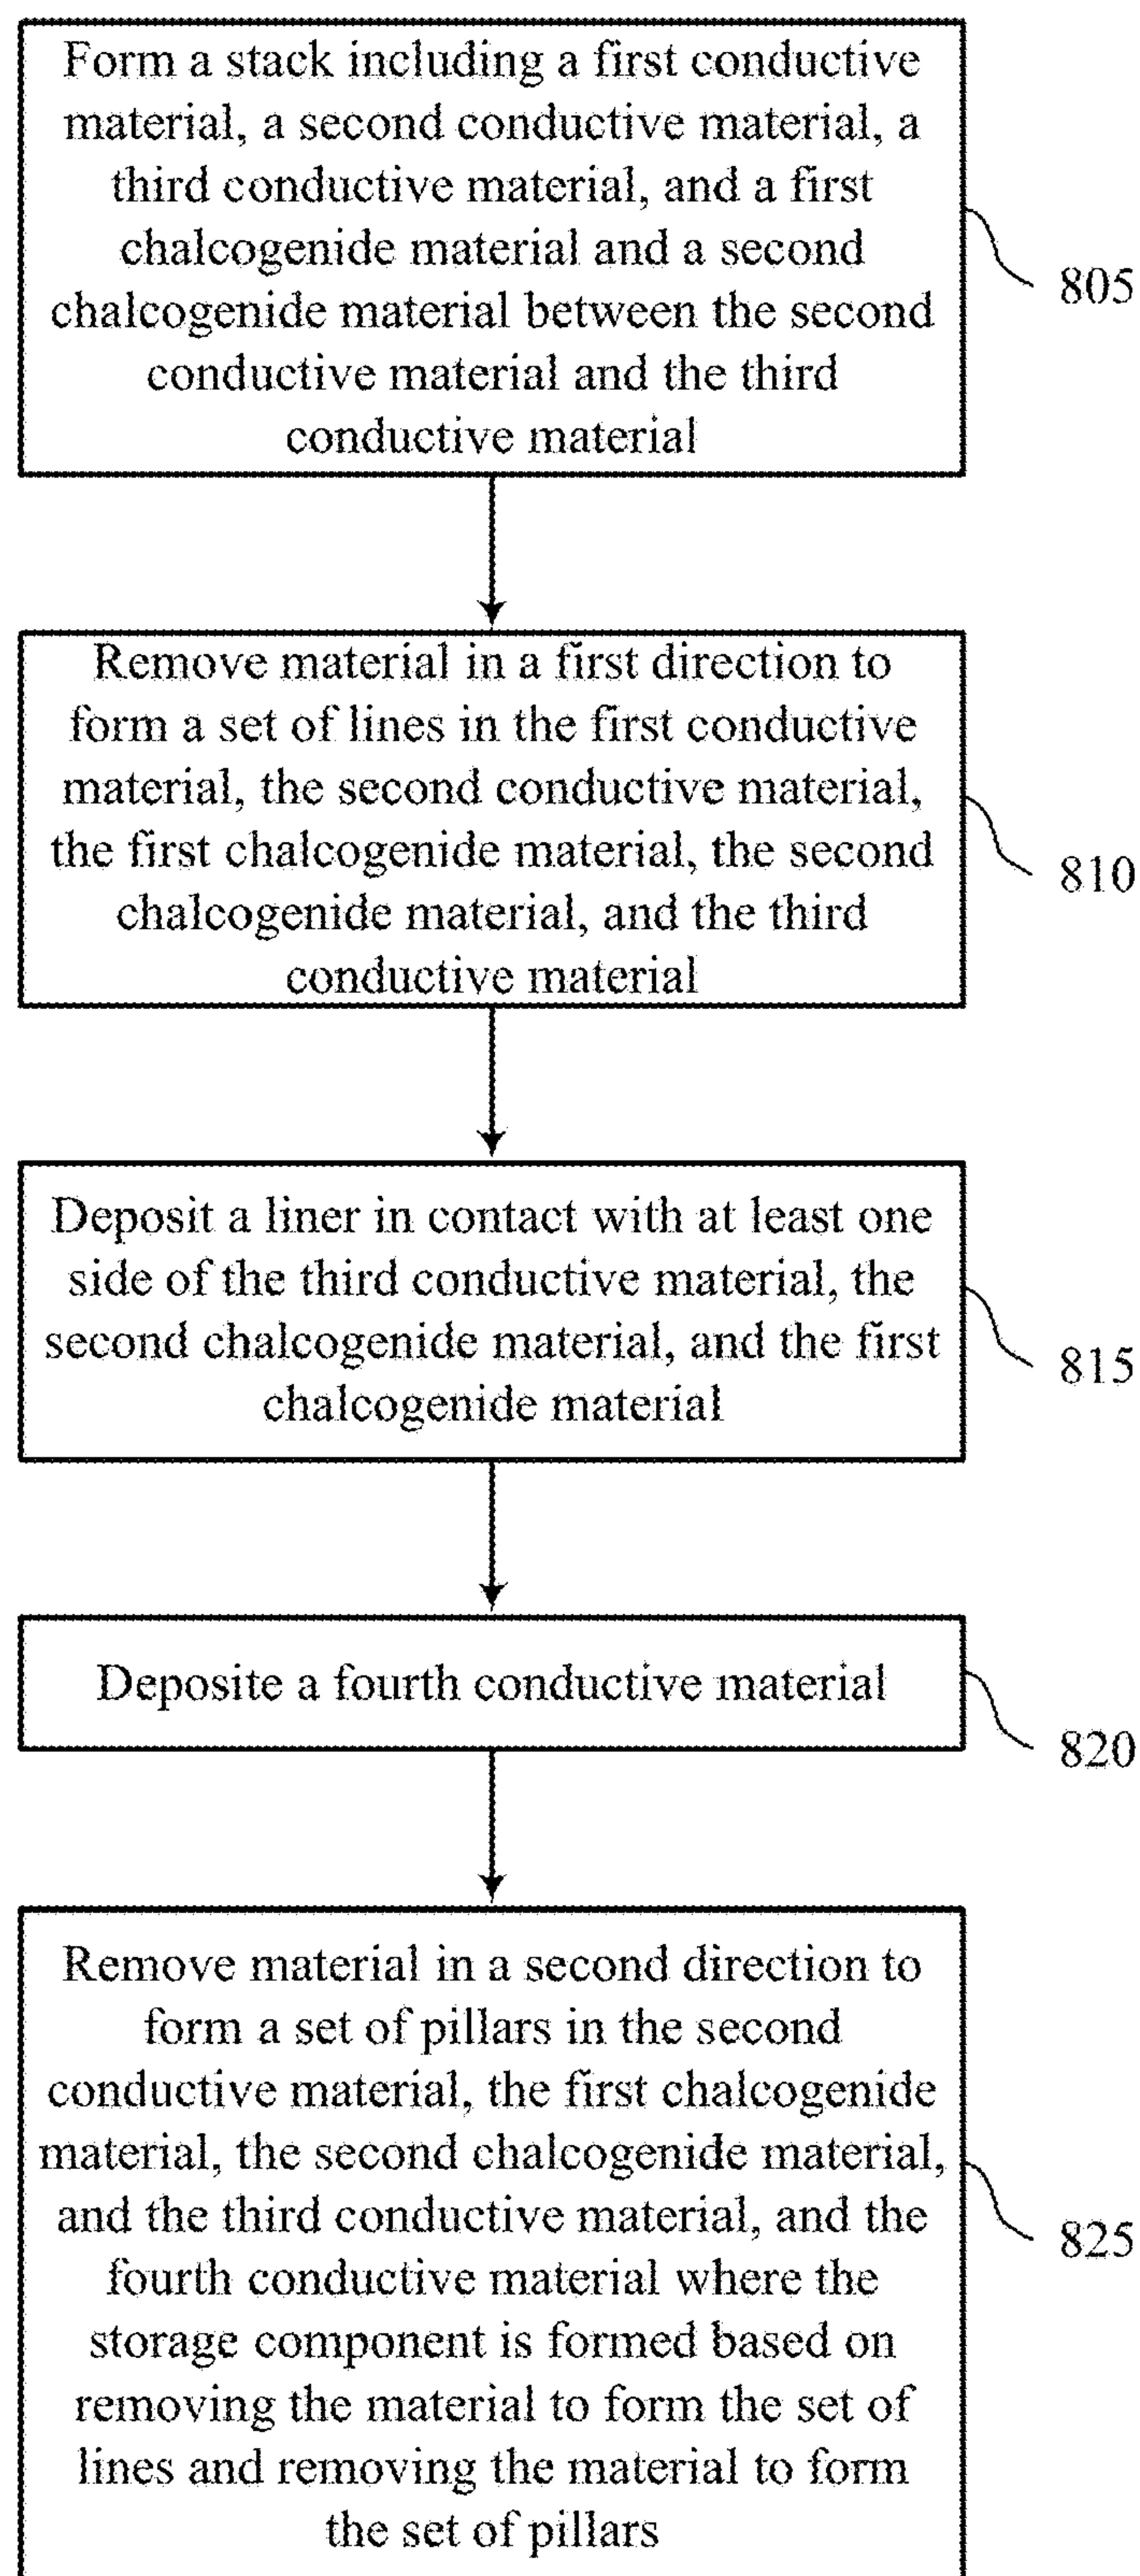 Form a stack including a first conductive
material, a second conductive material, a
third conductive material, and a first
chalcogenide material and a second
chalcogenide material between the second
conductive material and the third
conductive material
805
Remove material in a first direction to
form a set of lines in the first conductive
material, the second conductive material,
the first chalcogenide material, the second
chalcogenide material, and the third
conductive material
810
Deposit a liner in contact with at least one
side of the third conductive material, the
second chalcogenide material, and the first
chalcogenide material
815
Deposite a fourth conductive material
820
Remove material in a second direction to
form a set of pillars in the second
conductive material, the first chalcogenide
material, the second chalcogenide material,
and the third conductive material, and the
fourth conductive material where the
storage component is formed based on
removing the material to form the set of
lines and removing the material to form
the set of pillars
825